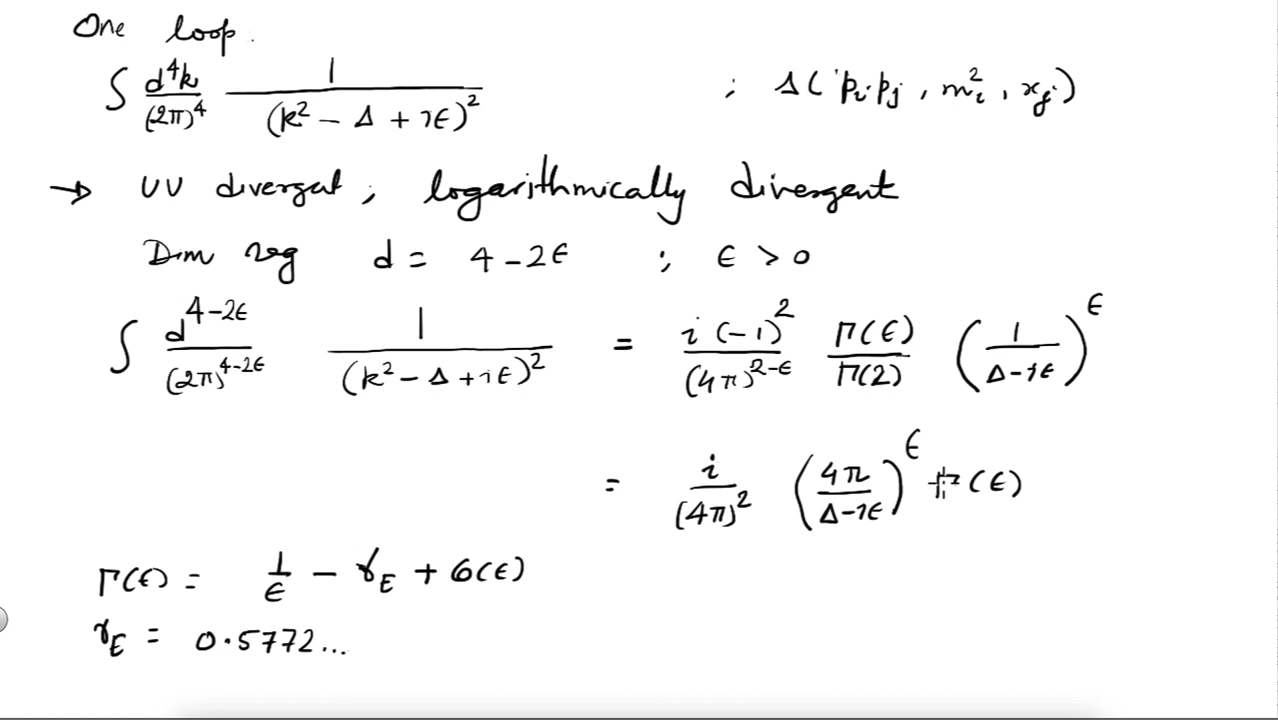 One loop.
∫ d⁴k/(2π)⁴ 1/(k² − Δ + iε)² ; Δ(pᵢ·pⱼ, mᵢ², xⱼ)
→ UV divergent, logarithmically divergent
Dim reg d = 4 − 2ε ; ε > 0
∫ d^{4−2ε}/(2π)^{4−2ε} 1/(k² − Δ + iε)² = i(−1)²/(4π)^{2−ε} Γ(ε)/Γ(2) (1/(Δ−iε))^ε
= i/(4π)² (4π/(Δ−iε))^ε Γ(ε)
Γ(ε) = 1/ε − γ_E + O(ε)
γ_E = 0.5772...